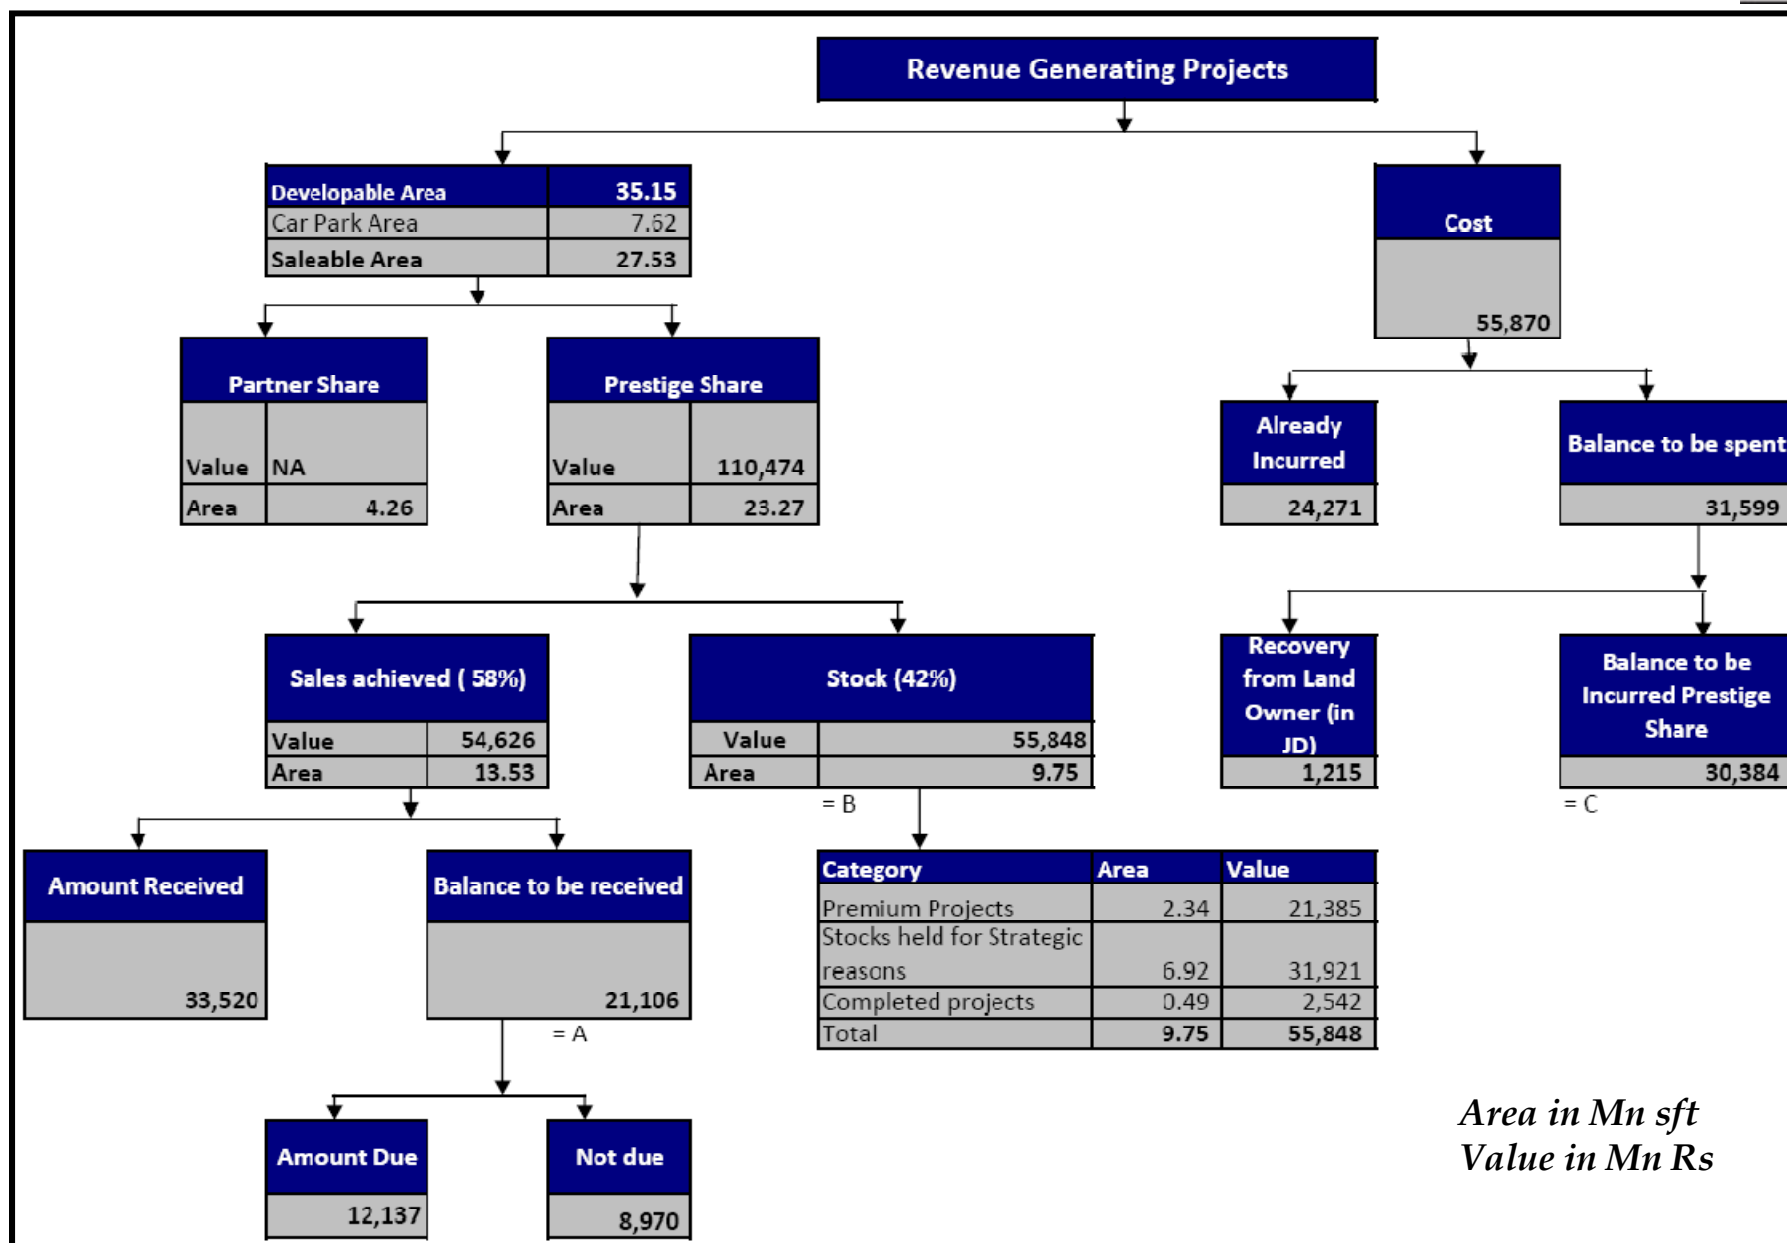 Revenue Generating Projects
Developable Area 35.15
Car Park Area 7.62
Saleable Area 27.53
Cost
55,870
Partner Share
Value NA
Area 4.26
Prestige Share
Value 110,474
Area 23.27
Already
Incurred
24,271
Balance to be spent
31,599
Sales achieved ( 58%)
Value 54,626
Area 13.53
Stock (42%)
Value 55,848
Area 9.75
= B
Recovery
from Land
Owner (in
JD)
1,215
Balance to be
Incurred Prestige
Share
30,384
= C
Amount Received
33,520
Balance to be received
21,106
= A
Category Area Value
Premium Projects 2.34 21,385
Stocks held for Strategic
reasons 6.92 31,921
Completed projects 0.49 2,542
Total 9.75 55,848
Amount Due
12,137
Not due
8,970
Area in Mn sft
Value in Mn Rs